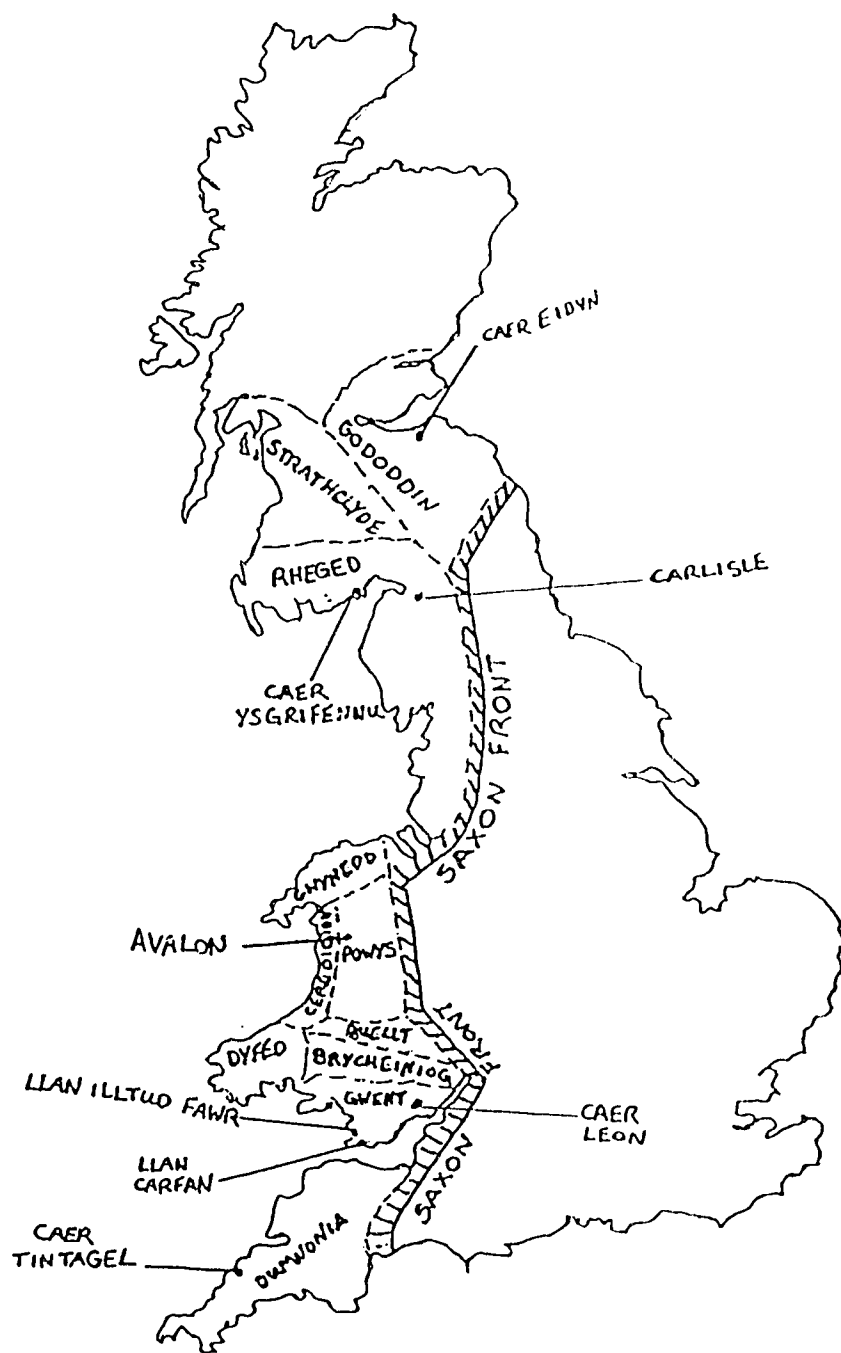 CAER EIDYN
GODODDIN
STRATHCLYDE
RHEGED
CARLISLE
CAER
YSGRIFENNU
SAXON FRONT
GWYNEDD
AVALON
CEREDIGION
POWYS
FRONT
BUELLT
DYFED
BRYCHEINIOG
LLAN ILLTUD FAWR
GWENT
CAER
LEON
LLAN
CARFAN
SAXON
CAER
TINTAGEL
DUMNONIA